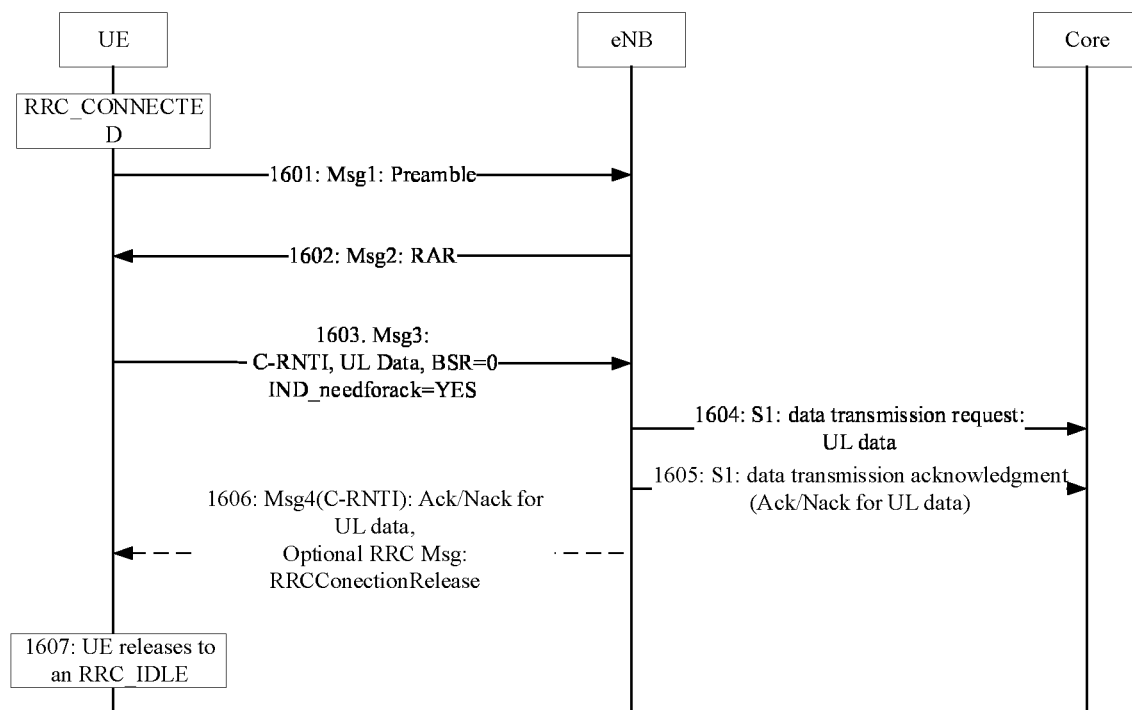 UE
eNB
Core
RRC_CONNECTE
D
1601: Msg1: Preamble
1602: Msg2: RAR
1603. Msg3:
C-RNTI, UL Data, BSR=0
IND_needforack=YES
1604: S1: data transmission request:
UL data
1605: S1: data transmission acknowledgment
(Ack/Nack for UL data)
1606: Msg4(C-RNTI): Ack/Nack for
UL data,
Optional RRC Msg:
RRCConectionRelease
1607: UE releases to
an RRC_IDLE